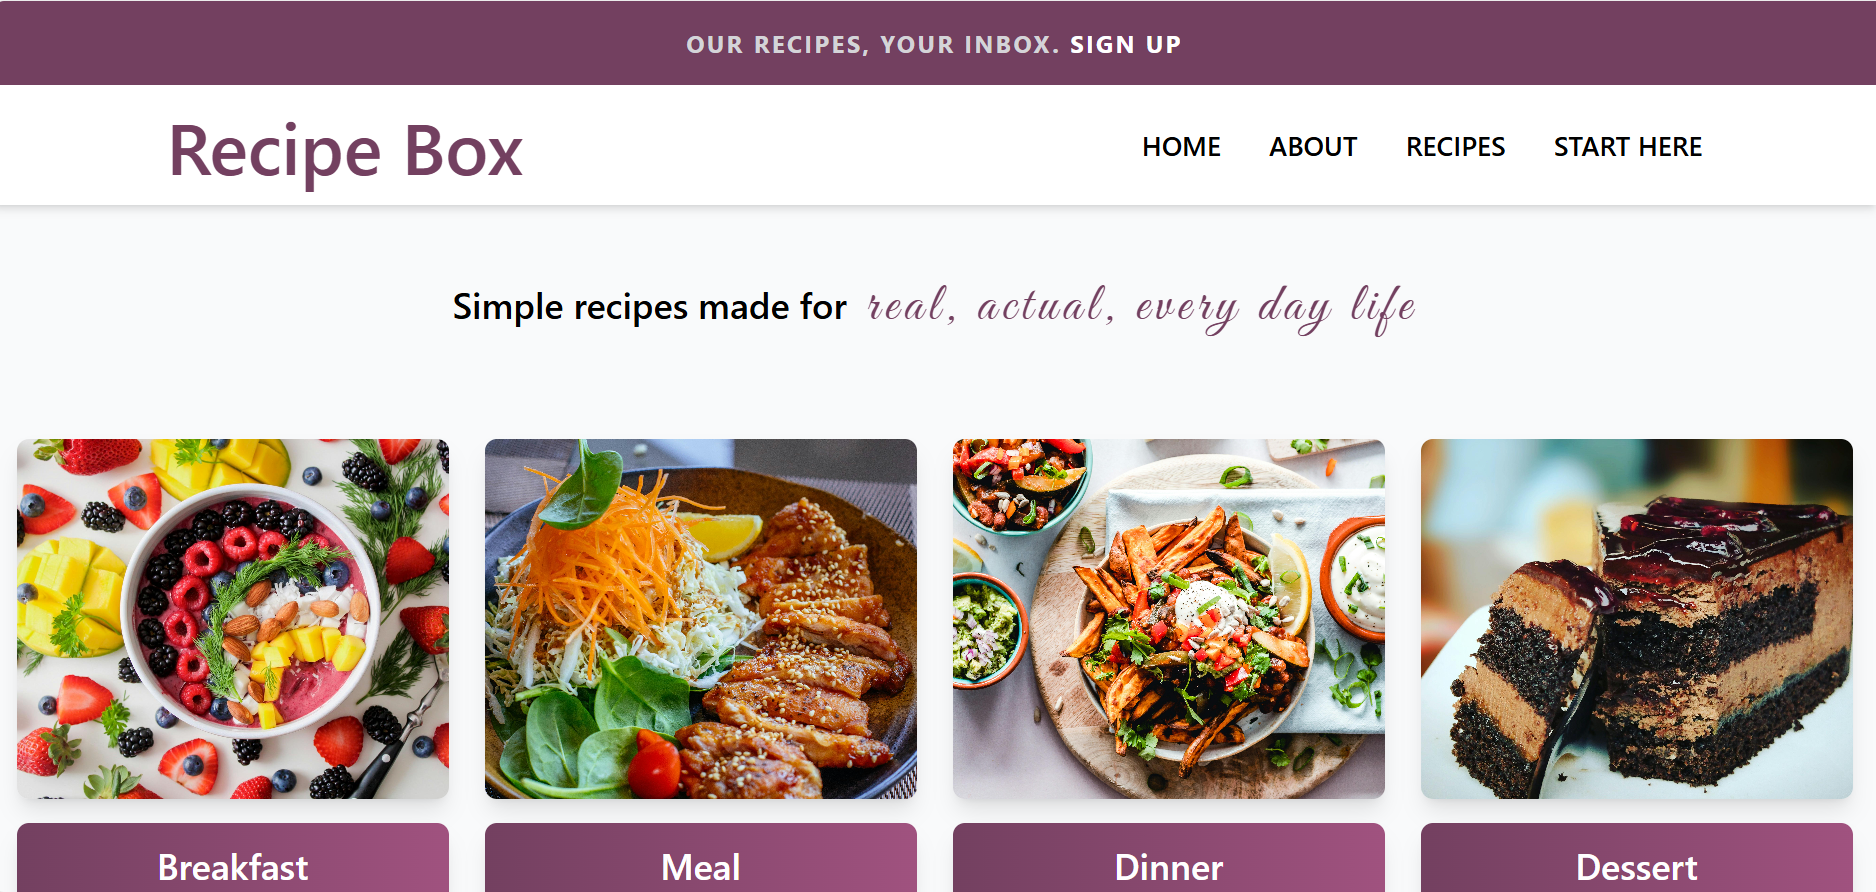 OUR RECIPES, YOUR INBOX. SIGN UP
Recipe Box
HOME ABOUT RECIPES START HERE
Simple recipes made for real, actual, every day life
Breakfast
Meal
Dinner
Dessert